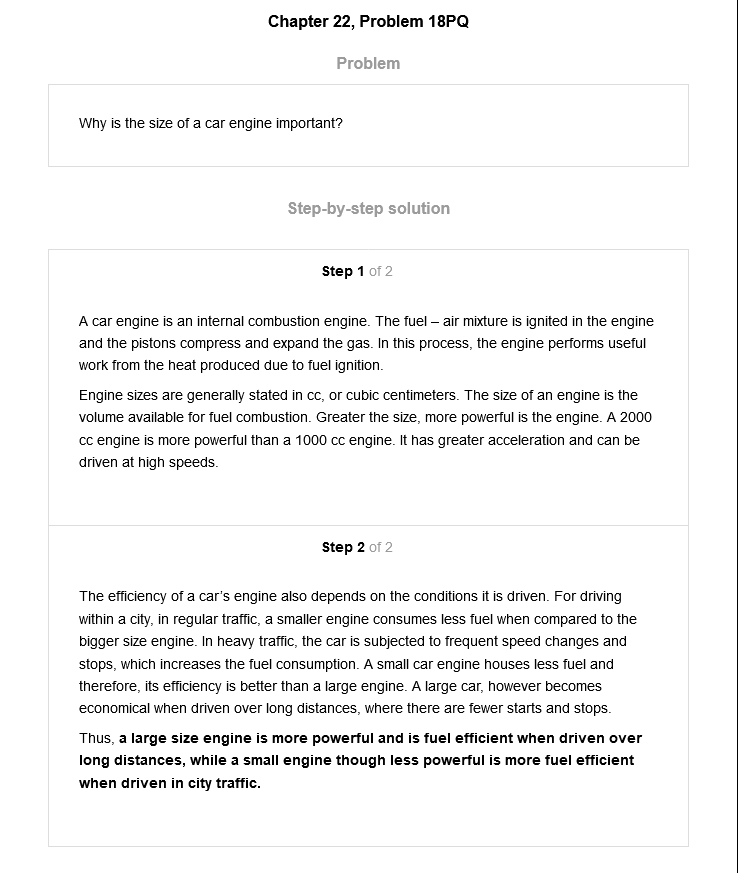 Chapter 22, Problem 18PQ
Problem
Why is the size of a car engine important?
Step-by-step solution
Step 1 of 2
A car engine is an internal combustion engine. The fuel – air mixture is ignited in the engine
and the pistons compress and expand the gas. In this process, the engine performs useful
work from the heat produced due to fuel ignition.
Engine sizes are generally stated in cc, or cubic centimeters. The size of an engine is the
volume available for fuel combustion. Greater the size, more powerful is the engine. A 2000
cc engine is more powerful than a 1000 cc engine. It has greater acceleration and can be
driven at high speeds.
Step 2 of 2
The efficiency of a car’s engine also depends on the conditions it is driven. For driving
within a city, in regular traffic, a smaller engine consumes less fuel when compared to the
bigger size engine. In heavy traffic, the car is subjected to frequent speed changes and
stops, which increases the fuel consumption. A small car engine houses less fuel and
therefore, its efficiency is better than a large engine. A large car, however becomes
economical when driven over long distances, where there are fewer starts and stops.
Thus, a large size engine is more powerful and is fuel efficient when driven over
long distances, while a small engine though less powerful is more fuel efficient
when driven in city traffic.